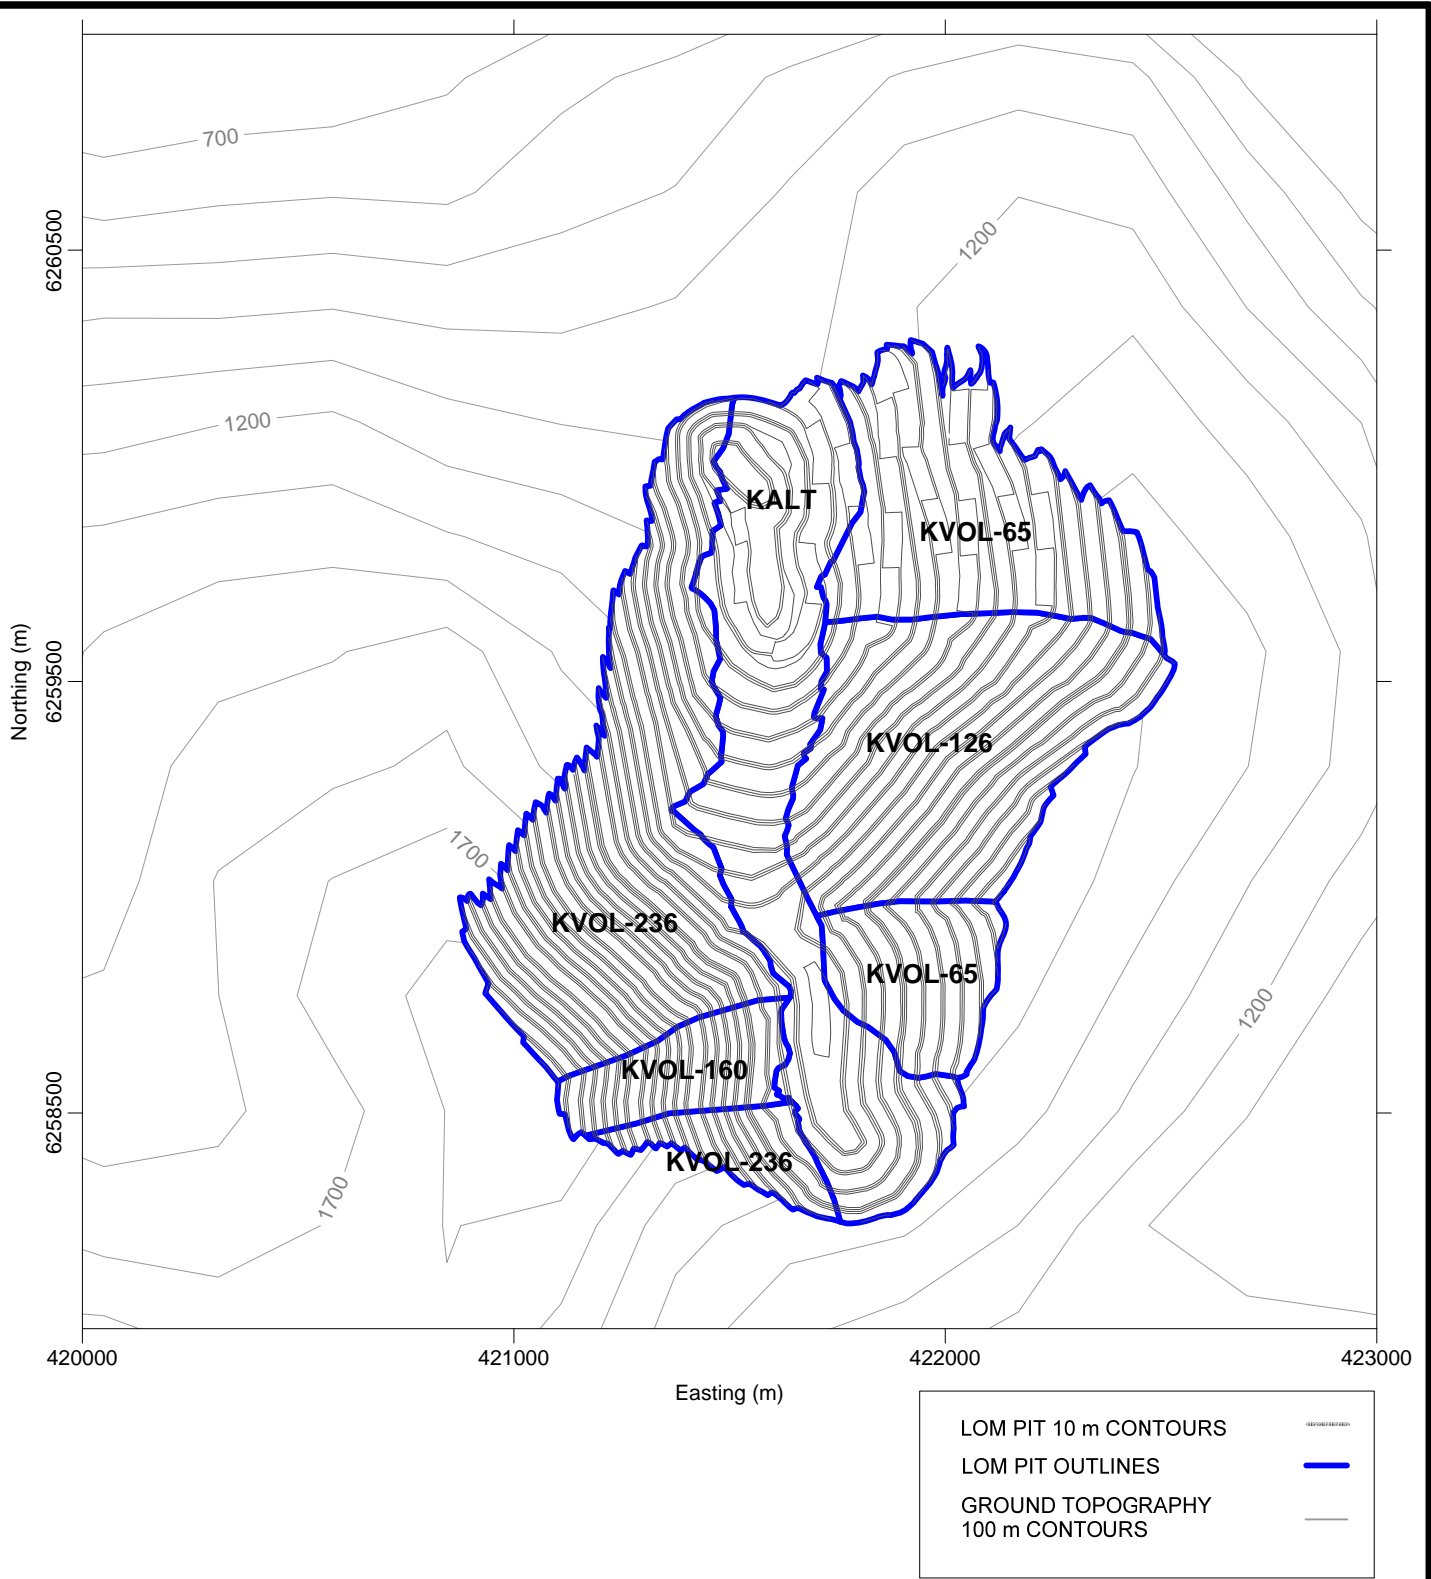 700
6260500
1200
1200
KALT
KVOL-65
6259500
Northing (m)
KVOL-126
1700
KVOL-236
KVOL-65
1200
KVOL-160
6258500
KVOL-236
1700
420000
421000
422000
423000
Easting (m)
LOM PIT 10 m CONTOURS
LOM PIT OUTLINES
GROUND TOPOGRAPHY
100 m CONTOURS